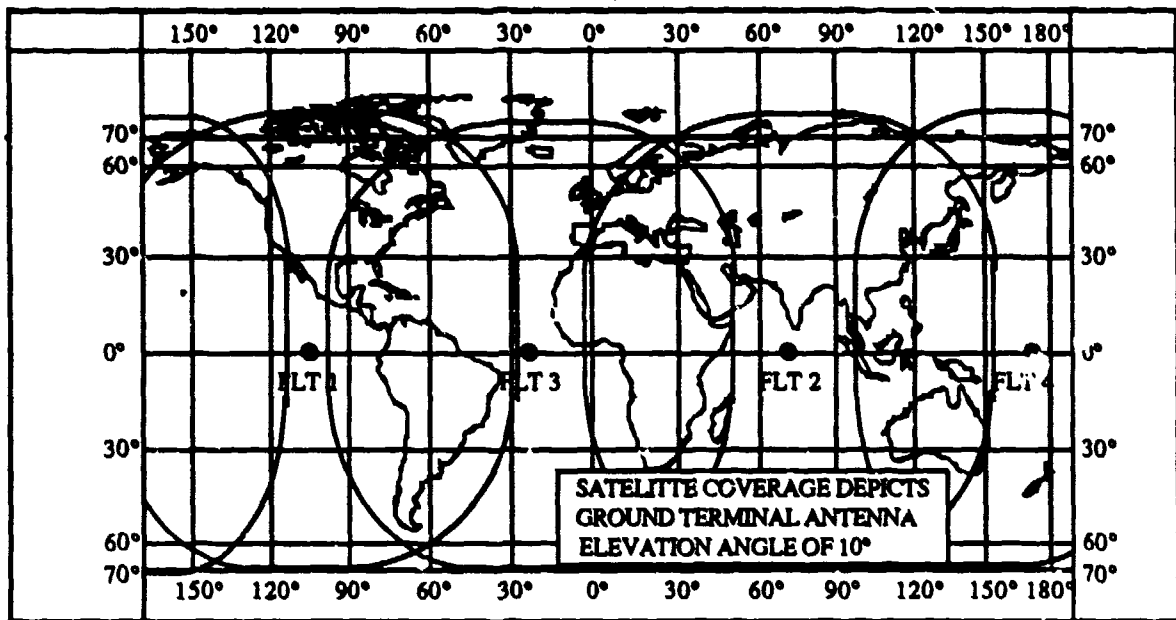 150° 120° 90° 60° 30° 0° 30° 60° 90° 120° 150° 180°
70° 70°
60° 60°
30° 30°
0° 0°
FLT 1 FLT 3 FLT 2 FLT 4
30° 30°
SATELITTE COVERAGE DEPICTS
GROUND TERMINAL ANTENNA
ELEVATION ANGLE OF 10°
60° 60°
70° 70°
150° 120° 90° 60° 30° 0° 30° 60° 90° 120° 150° 180°